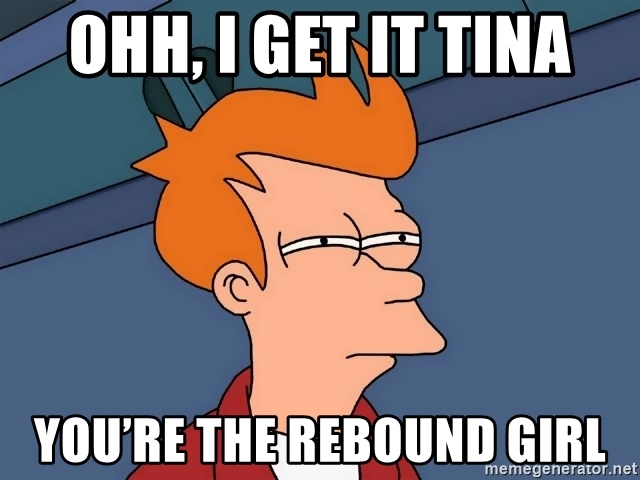 OHH, I GET IT TINA
YOU’RE THE REBOUND GIRL
memegenerator.net